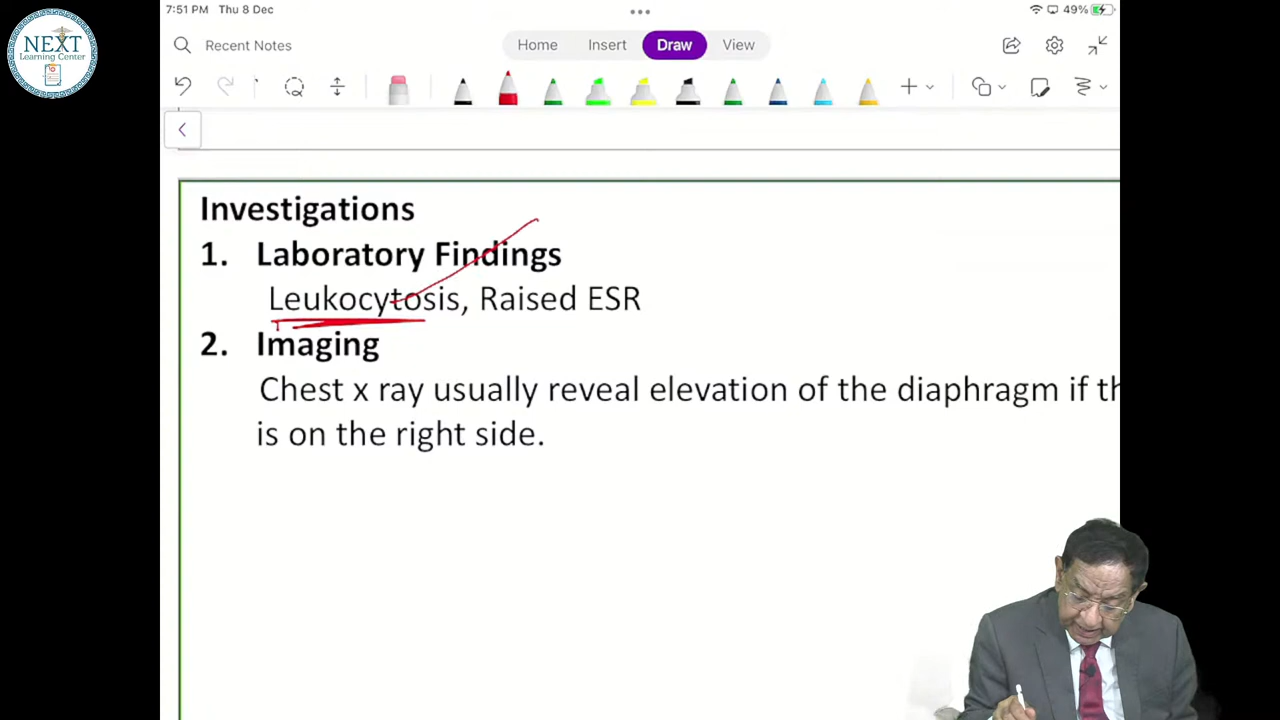 7:51 PM Thu 8 Dec
49%
NEXT
Learning Center
Recent Notes
Home Insert Draw View
Investigations
1. Laboratory Findings
Leukocytosis, Raised ESR
2. Imaging
Chest x ray usually reveal elevation of the diaphragm if th
is on the right side.